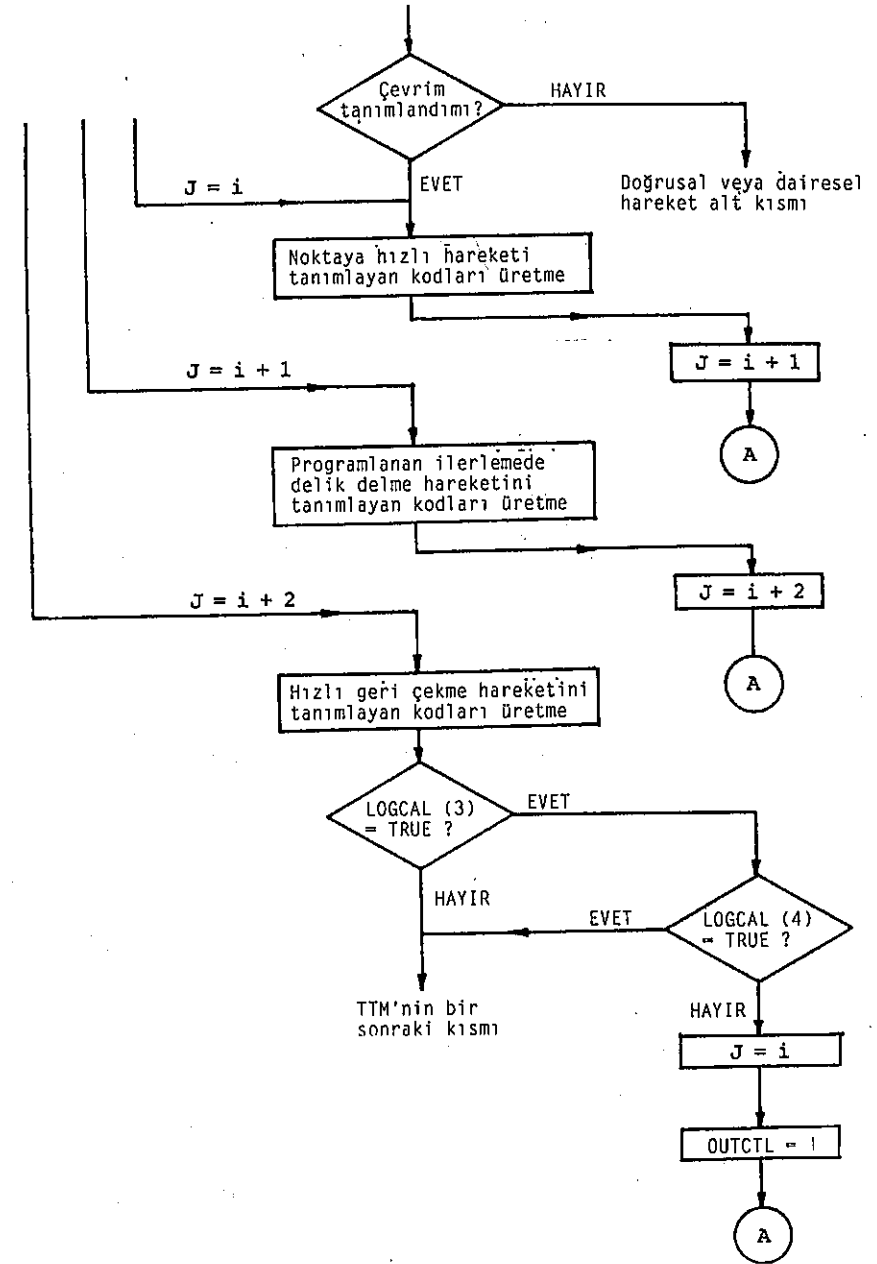 Çevrim
tanımlandımı?
HAYIR
EVET
J = i
Doğrusal veya dairesel
hareket alt kısmı
Noktaya hızlı hareketi
tanımlayan kodları üretme
J = i + 1
J = i + 1
A
Programlanan ilerlemede
delik delme hareketini
tanımlayan kodları üretme
J = i + 2
J = i + 2
A
Hızlı geri çekme hareketini
tanımlayan kodları üretme
LOGCAL (3)
= TRUE ?
EVET
HAYIR
EVET
LOGCAL (4)
= TRUE ?
TTM'nin bir
sonraki kısmı
HAYIR
J = i
OUTCTL = 1
A